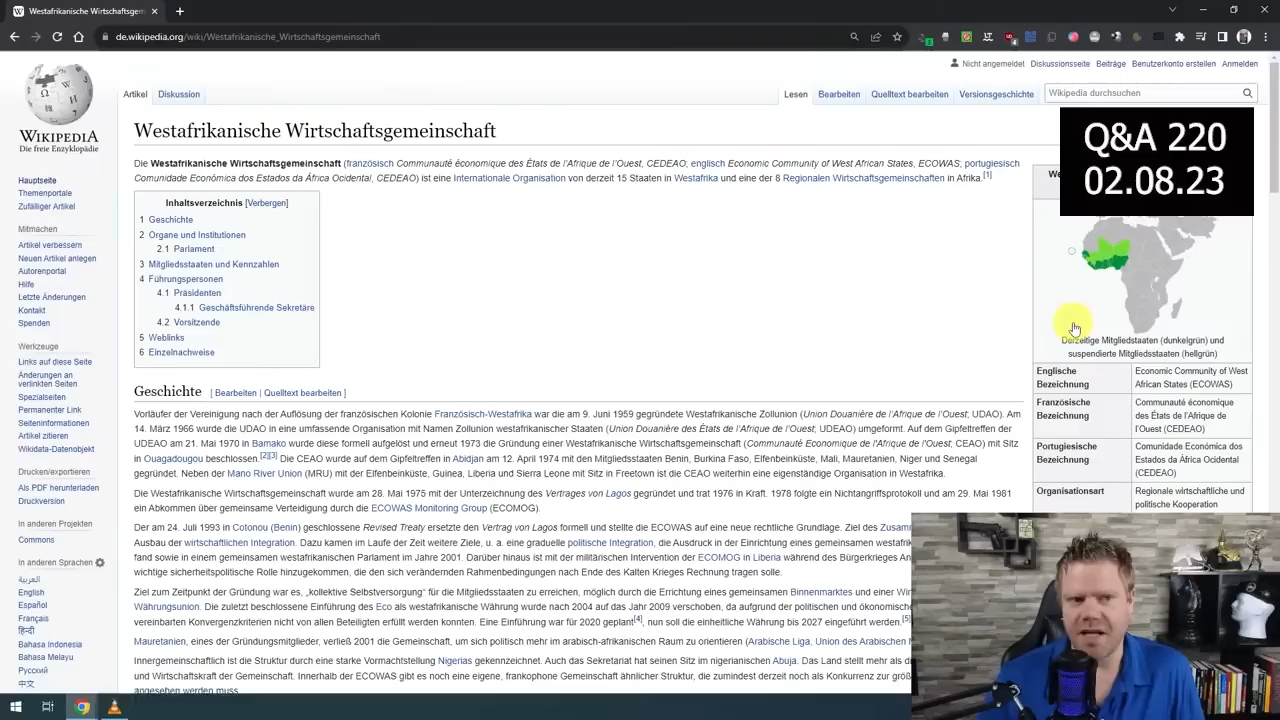 Westafrikanische Wirtschaftsgem
de.wikipedia.org/wiki/Westafrikanische_Wirtschaftsgemeinschaft
Nicht angemeldet Diskussionsseite Beiträge Benutzerkonto erstellen Anmelden
Artikel Diskussion Lesen Bearbeiten Quelltext bearbeiten Versionsgeschichte Wikipedia durchsuchen
WIKIPEDIA
Die freie Enzyklopädie
Hauptseite
Themenportale
Zufälliger Artikel
Mitmachen
Artikel verbessern
Neuen Artikel anlegen
Autorenportal
Hilfe
Letzte Änderungen
Kontakt
Spenden
Werkzeuge
Links auf diese Seite
Änderungen an
verlinkten Seiten
Spezialseiten
Permanenter Link
Seiteninformationen
Artikel zitieren
Wikidata-Datenobjekt
Drucken/exportieren
Als PDF herunterladen
Druckversion
In anderen Projekten
Commons
In anderen Sprachen
العربية
English
Español
Français
हिन्दी
Bahasa Indonesia
Bahasa Melayu
Русский
中文
Westafrikanische Wirtschaftsgemeinschaft
Die Westafrikanische Wirtschaftsgemeinschaft (französisch Communauté économique des États de l'Afrique de l'Ouest, CEDEAO; englisch Economic Community of West African States, ECOWAS; portugiesisch
Comunidade Económica dos Estados da África Ocidental, CEDEAO) ist eine Internationale Organisation von derzeit 15 Staaten in Westafrika und eine der 8 Regionalen Wirtschaftsgemeinschaften in Afrika.[1]
Inhaltsverzeichnis [Verbergen]
1 Geschichte
2 Organe und Institutionen
2.1 Parlament
3 Mitgliedsstaaten und Kennzahlen
4 Führungspersonen
4.1 Präsidenten
4.1.1 Geschäftsführende Sekretäre
4.2 Vorsitzende
5 Weblinks
6 Einzelnachweise
Geschichte [ Bearbeiten | Quelltext bearbeiten ]
Vorläufer der Vereinigung nach der Auflösung der französischen Kolonie Französisch-Westafrika war die am 9. Juni 1959 gegründete Westafrikanische Zollunion (Union Douanière de l'Afrique de l'Ouest; UDAO). Am
14. März 1966 wurde die UDAO in eine umfassende Organisation mit Namen Zollunion westafrikanischer Staaten (Union Douanière des États de l'Afrique de l'Ouest; UDEAO) umgeformt. Auf dem Gipfeltreffen der
UDEAO am 21. Mai 1970 in Bamako wurde diese formell aufgelöst und erneut 1973 die Gründung einer Westafrikanische Wirtschaftsgemeinschaft (Communauté Economique de l'Afrique de l'Ouest; CEAO) mit Sitz
in Ouagadougou beschlossen.[2][3] Die CEAO wurde auf dem Gipfeltreffen in Abidjan am 12. April 1974 mit den Mitgliedsstaaten Benin, Burkina Faso, Elfenbeinküste, Mali, Mauretanien, Niger und Senegal
gegründet. Neben der Mano River Union (MRU) mit der Elfenbeinküste, Guinea, Liberia und Sierra Leone mit Sitz in Freetown ist die CEAO weiterhin eine eigenständige Organisation in Westafrika.
Die Westafrikanische Wirtschaftsgemeinschaft wurde am 28. Mai 1975 mit der Unterzeichnung des Vertrages von Lagos gegründet und trat 1976 in Kraft. 1978 folgte ein Nichtangriffsprotokoll und am 29. Mai 1981
ein Abkommen über gemeinsame Verteidigung durch die ECOWAS Monitoring Group (ECOMOG).
Der am 24. Juli 1993 in Cotonou (Benin) geschlossene Revised Treaty ersetzte den Vertrag von Lagos formell und stellte die ECOWAS auf eine neue rechtliche Grundlage. Ziel des Zusamm
Ausbau der wirtschaftlichen Integration. Dazu kamen im Laufe der Zeit weitere Ziele, u. a. eine graduelle politische Integration, die Ausdruck in der Einrichtung eines gemeinsamen westafrik
fand sowie in einem gemeinsamen westafrikanischen Parlament im Jahre 2001. Darüber hinaus ist mit der militärischen Intervention der ECOMOG in Liberia während des Bürgerkrieges An
wichtige sicherheitspolitische Rolle hinzugekommen, die den sich verändernden Rahmenbedingungen nach Ende des Kalten Krieges Rechnung tragen solle.
Ziel zum Zeitpunkt der Gründung war es, „kollektive Selbstversorgung" für die Mitgliedsstaaten zu erreichen, möglich durch die Errichtung eines gemeinsamen Binnenmarktes und einer Wir
Währungsunion. Die zuletzt beschlossene Einführung des Eco als westafrikanische Währung wurde nach 2004 auf das Jahr 2009 verschoben, da aufgrund der politischen und ökonomische
vereinbarten Konvergenzkriterien nicht von allen Beteiligten erfüllt werden konnten. Eine Einführung war für 2020 geplant[4], nun soll die einheitliche Währung bis 2027 eingeführt werden.[5]
Mauretanien, eines der Gründungsmitglieder, verließ 2001 die Gemeinschaft, um sich politisch mehr im arabisch-afrikanischen Raum zu orientieren (Arabische Liga, Union des Arabischen M
Innergemeinschaftlich ist die Struktur durch eine starke Vormachtstellung Nigerias gekennzeichnet. Auch das Sekretariat hat seinen Sitz im nigerianischen Abuja. Das Land stellt mehr als di
und Wirtschaftskraft der Gemeinschaft. Innerhalb der ECOWAS gibt es noch eine eigene, frankophone Gemeinschaft ähnlicher Struktur, die zumindest derzeit noch als Konkurrenz zur größ
angesehen werden muss
We
Q&A 220
02.08.23
Derzeitige Mitgliedstaaten (dunkelgrün) und
suspendierte Mitgliedsstaaten (hellgrün)
Englische Bezeichnung Economic Community of West
African States (ECOWAS)
Französische Bezeichnung Communauté économique
des États de l'Afrique de
l'Ouest (CEDEAO)
Portugiesische Bezeichnung Comunidade Económica dos
Estados da África Ocidental
(CEDEAO)
Organisationsart Regionale wirtschaftliche und
politische Kooperation